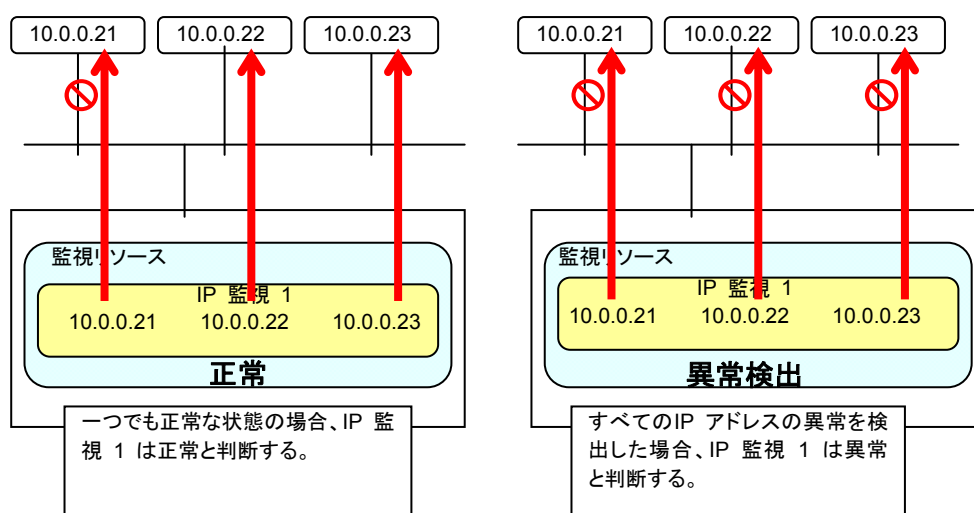 10.0.0.21
10.0.0.22
10.0.0.23
監視リソース
IP 監視 1
10.0.0.21
10.0.0.22
10.0.0.23
正常
一つでも正常な状態の場合、IP 監
視 1 は正常と判断する。
10.0.0.21
10.0.0.22
10.0.0.23
監視リソース
IP 監視 1
10.0.0.21
10.0.0.22
10.0.0.23
異常検出
すべてのIP アドレスの異常を検
出した場合、IP 監視 1 は異常
と判断する。